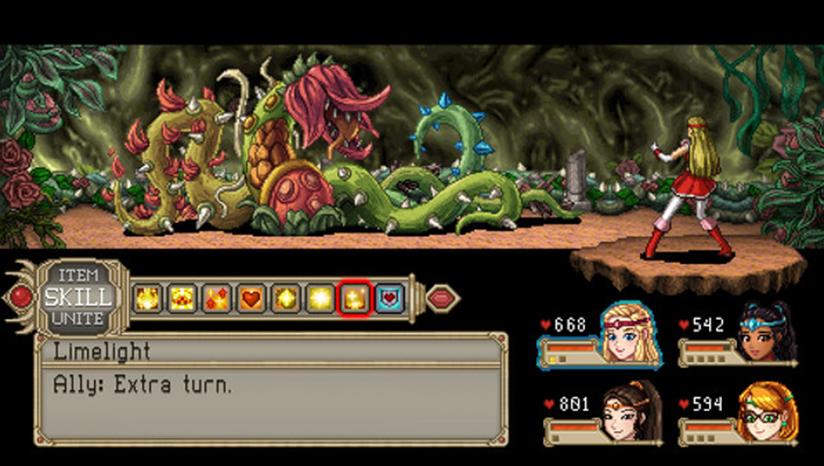 ITEM
SKILL
UNITE
Limelight
Ally: Extra turn.
668
542
801
594